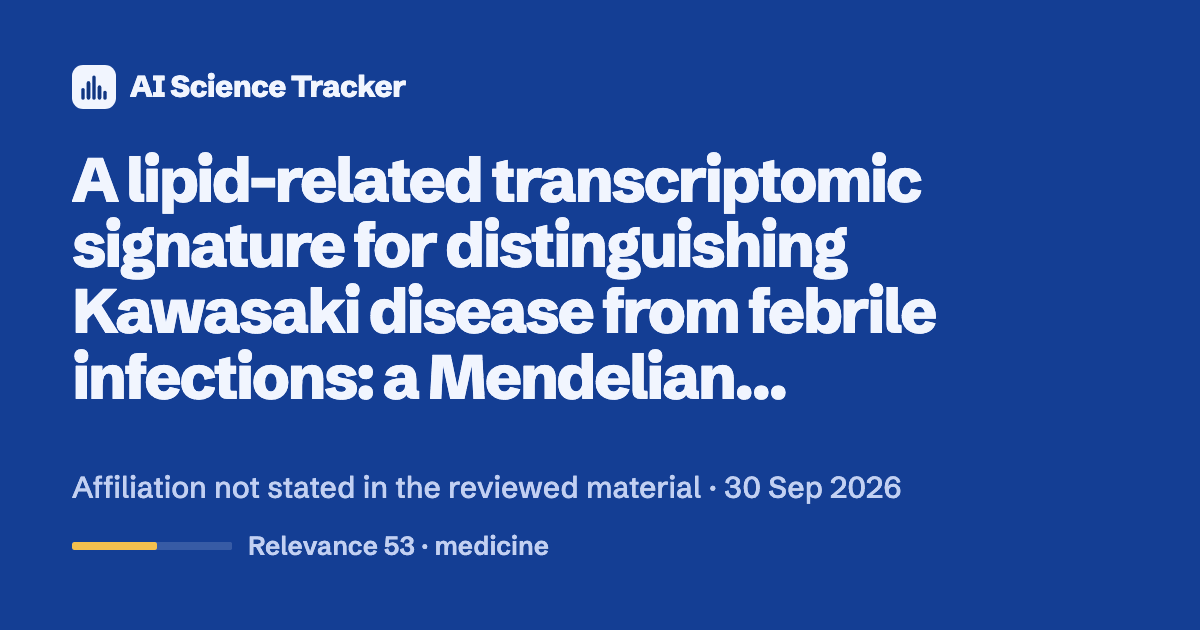 AI Science Tracker
A lipid-related transcriptomic
signature for distinguishing
Kawasaki disease from febrile
infections: a Mendelian...
Affiliation not stated in the reviewed material · 30 Sep 2026
Relevance 53 · medicine